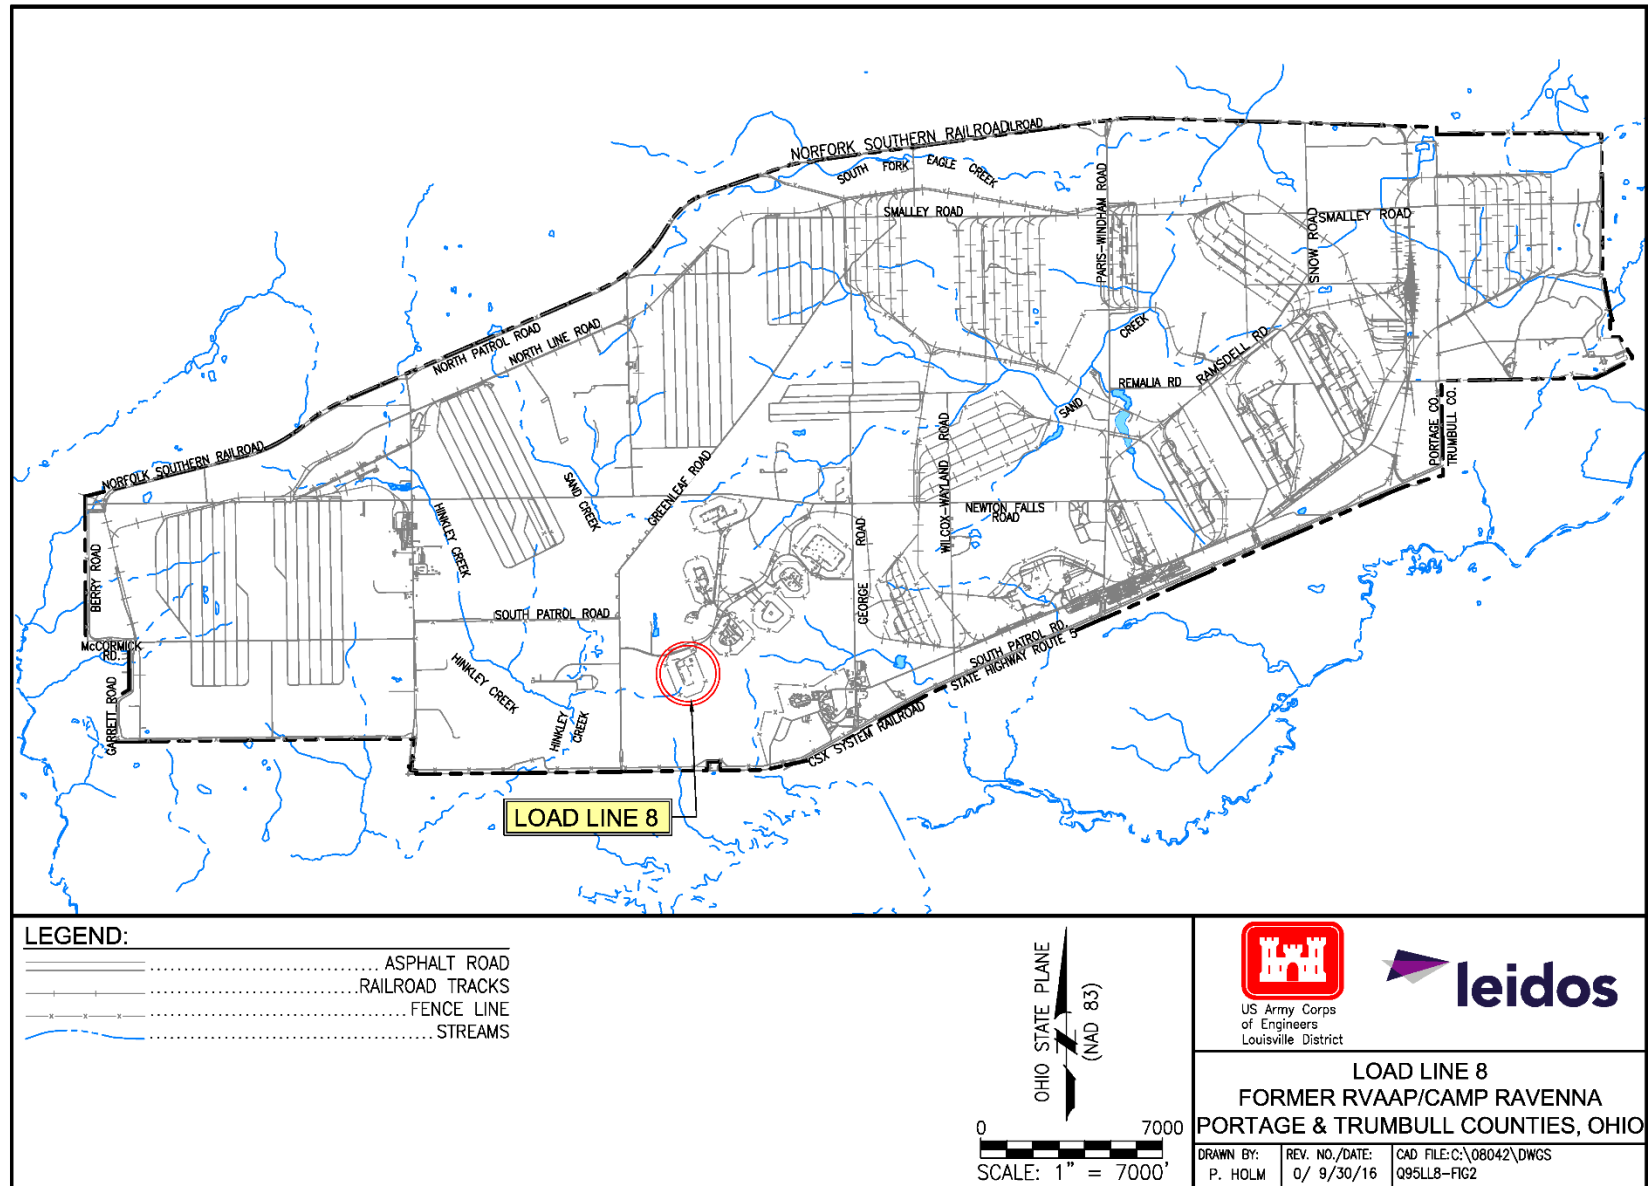 NORFORK SOUTHERN RAILROADLROAD
SOUTH FORK EAGLE CREEK
SMALLEY ROAD
PARIS-WINDHAM ROAD
SNOW ROAD
SMALLEY ROAD
NORTH PATROL ROAD
NORTH LINE ROAD
CREEK
RAMSDELL RD
REMALIA RD
SAND
PORTAGE CO.
TRUMBULL CO.
NORFOLK SOUTHERN RAILROAD
GREENLEAF ROAD
SAND CREEK
HINKLEY CREEK
WILCOX-WAYLAND ROAD
NEWTON FALLS
ROAD
GEORGE ROAD
BERRY ROAD
SOUTH PATROL ROAD
McCORMICK
RD.
GARRETT ROAD
HINKLEY CREEK
HINKLEY
CREEK
SOUTH PATROL RD.
STATE HIGHWAY ROUTE 5
CSX SYSTEM RAILROAD
LOAD LINE 8
LEGEND:
ASPHALT ROAD
RAILROAD TRACKS
FENCE LINE
STREAMS
OHIO STATE PLANE
(NAD 83)
0 7000
SCALE: 1" = 7000'
US Army Corps
of Engineers
Louisville District
leidos
LOAD LINE 8
FORMER RVAAP/CAMP RAVENNA
PORTAGE & TRUMBULL COUNTIES, OHIO
DRAWN BY:
P. HOLM
REV. NO./DATE:
0/ 9/30/16
CAD FILE:C:\08042\DWGS
Q95LL8-FIG2